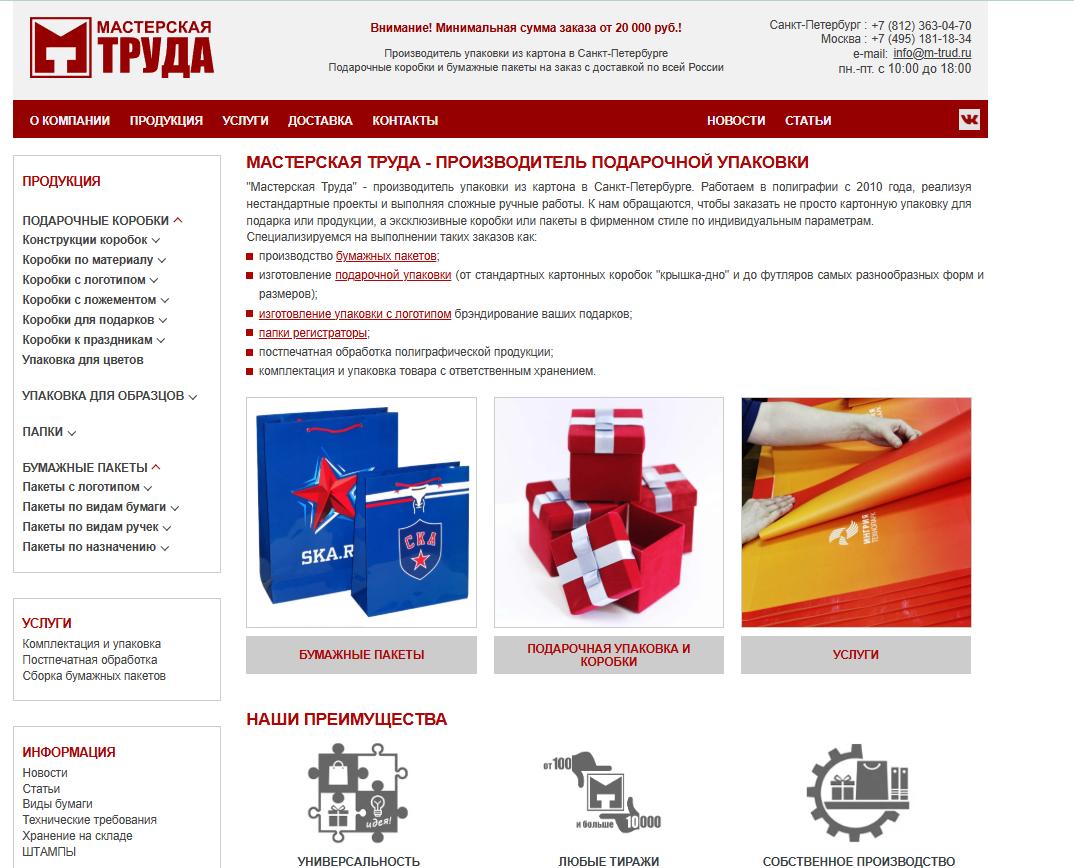 МАСТЕРСКАЯ
ТРУДА
Внимание! Минимальная сумма заказа от 20 000 руб.!
Производитель упаковки из картона в Санкт-Петербурге
Подарочные коробки и бумажные пакеты на заказ с доставкой по всей России
Санкт-Петербург : +7 (812) 363-04-70
Москва : +7 (495) 181-18-34
e-mail: info@m-trud.ru
пн.-пт. с 10:00 до 18:00
О КОМПАНИИ ПРОДУКЦИЯ УСЛУГИ ДОСТАВКА КОНТАКТЫ НОВОСТИ СТАТЬИ
ПРОДУКЦИЯ
ПОДАРОЧНЫЕ КОРОБКИ
Конструкции коробок
Коробки по материалу
Коробки с логотипом
Коробки с ложементом
Коробки для подарков
Коробки к праздникам
Упаковка для цветов
УПАКОВКА ДЛЯ ОБРАЗЦОВ
ПАПКИ
БУМАЖНЫЕ ПАКЕТЫ
Пакеты с логотипом
Пакеты по видам бумаги
Пакеты по видам ручек
Пакеты по назначению
УСЛУГИ
Комплектация и упаковка
Постпечатная обработка
Сборка бумажных пакетов
ИНФОРМАЦИЯ
Новости
Статьи
Виды бумаги
Технические требования
Хранение на складе
ШТАМПЫ
МАСТЕРСКАЯ ТРУДА - ПРОИЗВОДИТЕЛЬ ПОДАРОЧНОЙ УПАКОВКИ
"Мастерская Труда" - производитель упаковки из картона в Санкт-Петербурге. Работаем в полиграфии с 2010 года, реализуя
нестандартные проекты и выполняя сложные ручные работы. К нам обращаются, чтобы заказать не просто картонную упаковку для
подарка или продукции, а эксклюзивные коробки или пакеты в фирменном стиле по индивидуальным параметрам.
Специализируемся на выполнении таких заказов как:
производство бумажных пакетов;
изготовление подарочной упаковки (от стандартных картонных коробок "крышка-дно" и до футляров самых разнообразных форм и
размеров);
изготовление упаковки с логотипом брэндирование ваших подарков;
папки регистраторы;
постпечатная обработка полиграфической продукции;
комплектация и упаковка товара с ответственным хранением.
SKA.R
СКА
ИНГРИЯ
ТЕХНОПАРК
БУМАЖНЫЕ ПАКЕТЫ
ПОДАРОЧНАЯ УПАКОВКА И
КОРОБКИ
УСЛУГИ
НАШИ ПРЕИМУЩЕСТВА
идея!
от 100
и больше 10000
УНИВЕРСАЛЬНОСТЬ
ЛЮБЫЕ ТИРАЖИ
СОБСТВЕННОЕ ПРОИЗВОДСТВО